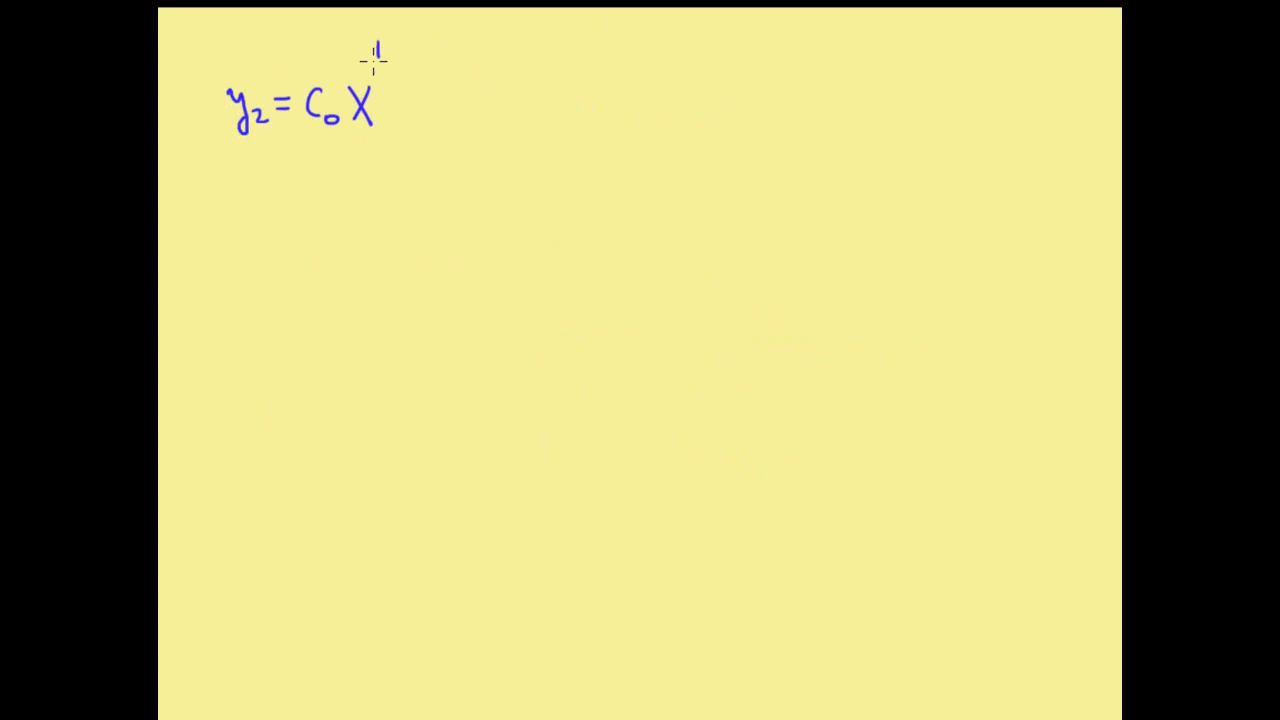 y₂ = C₀ X¹